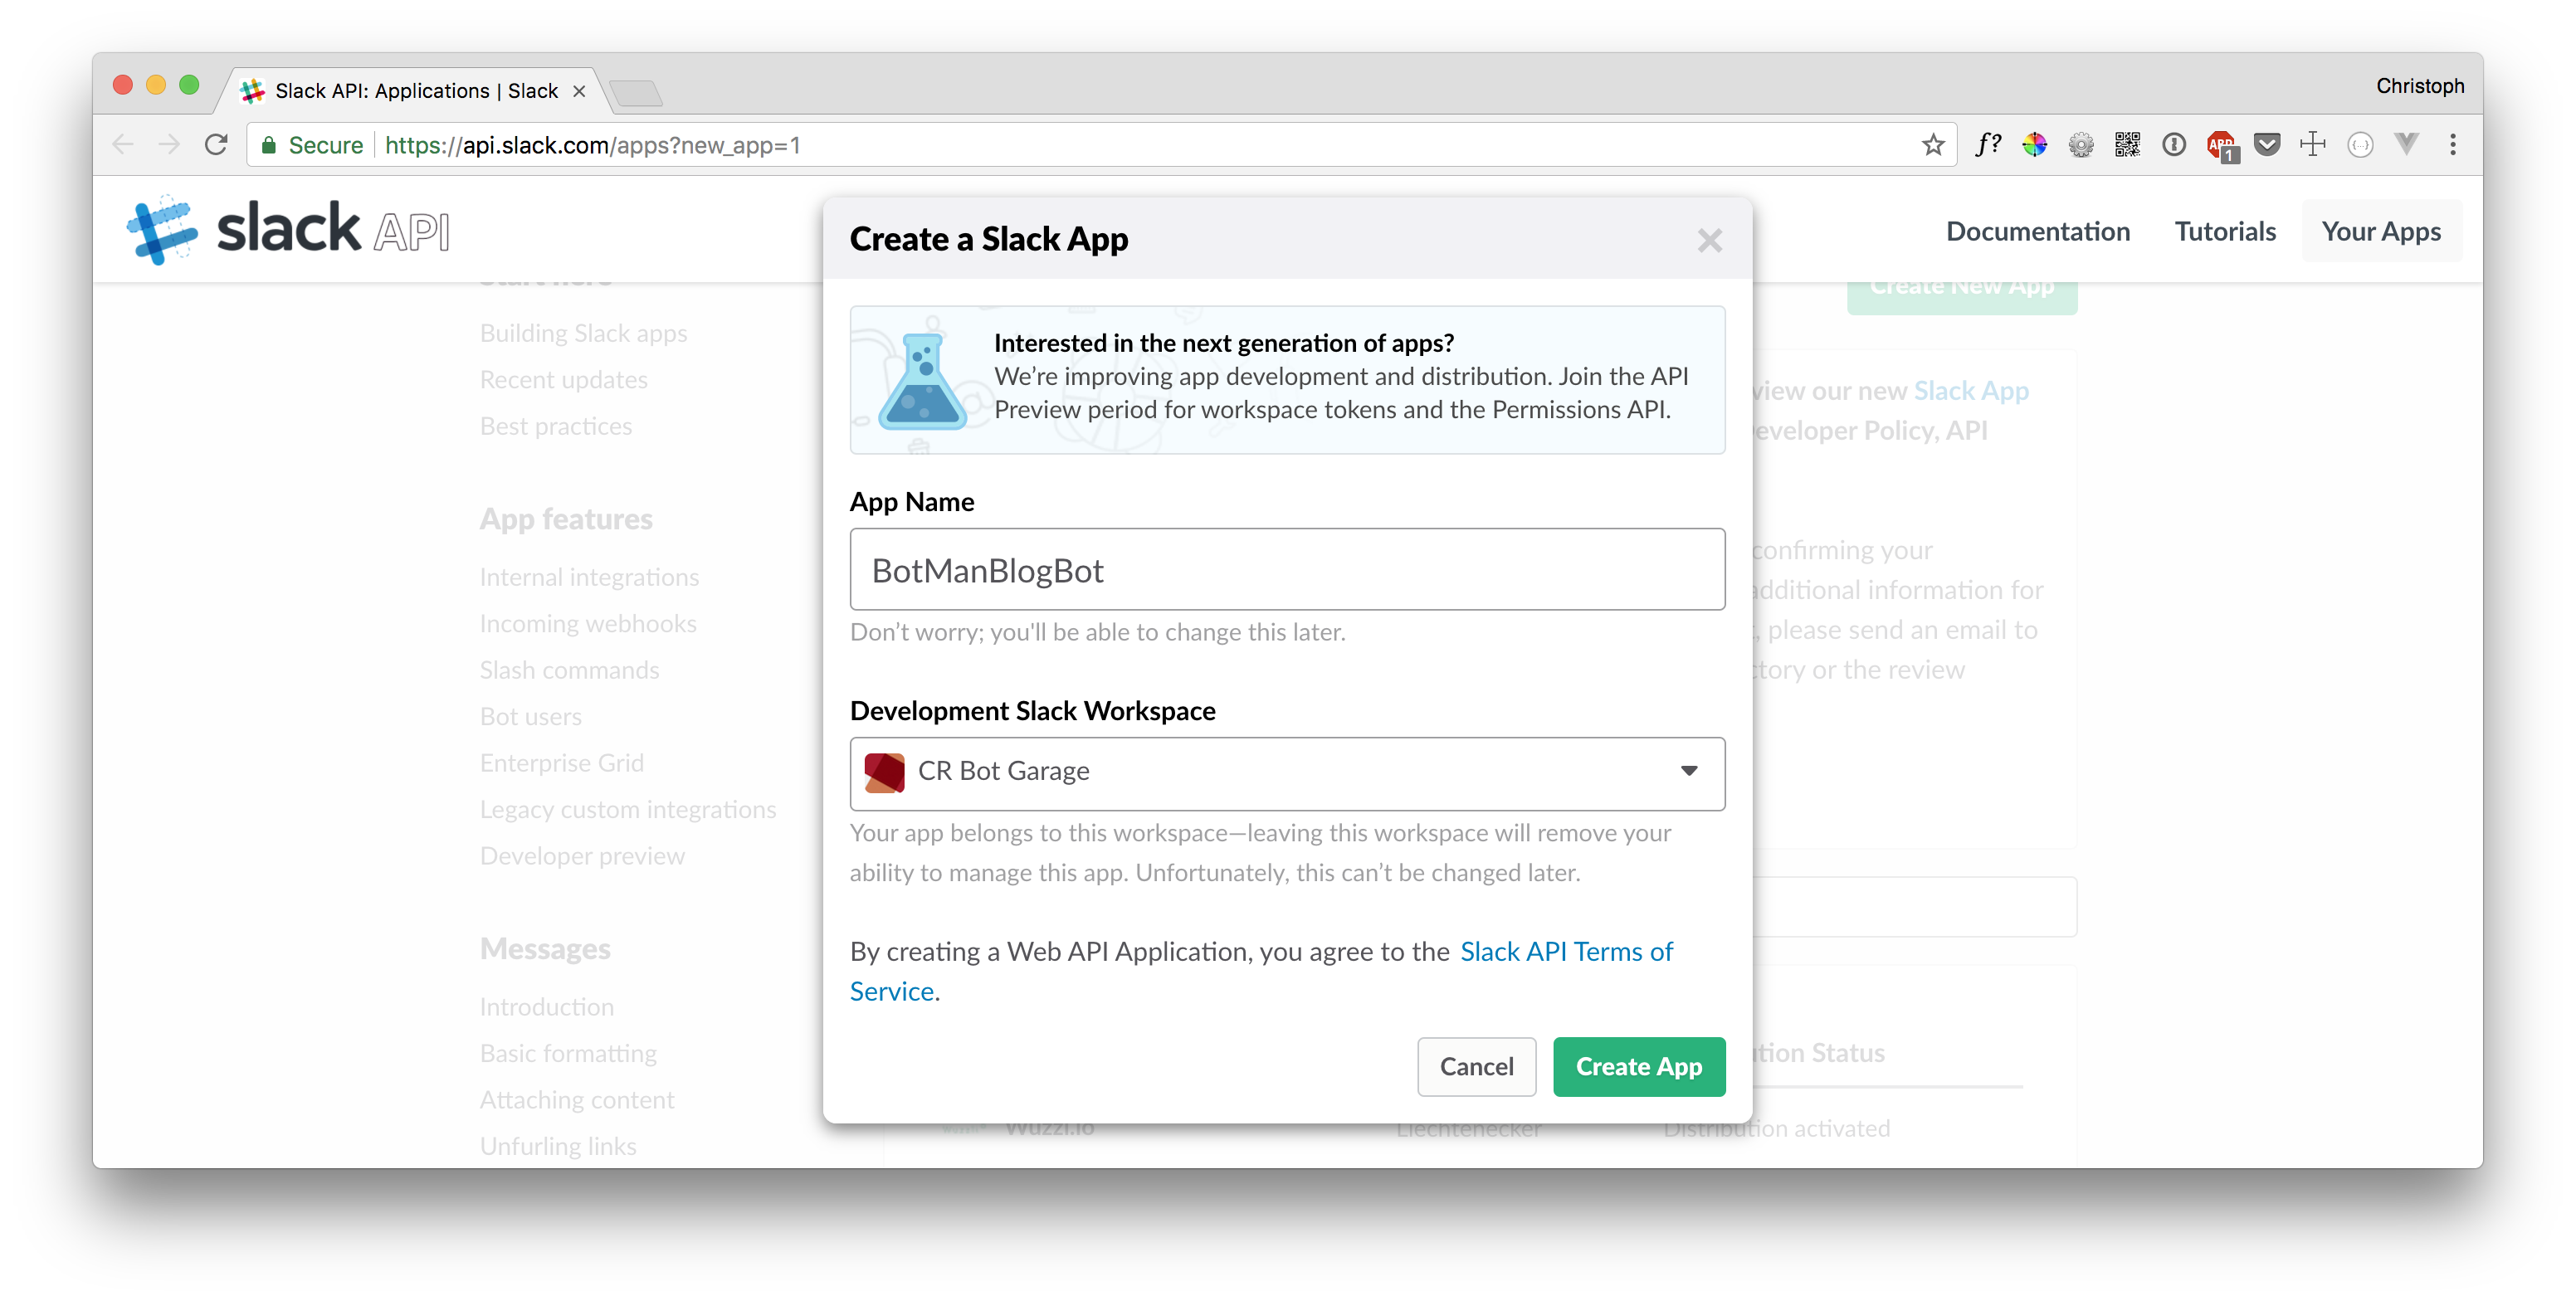 Slack API: Applications | Slack
Christoph
Secure https://api.slack.com/apps?new_app=1
f?
ABP
1
slack API
Documentation
Tutorials
Your Apps
Create a Slack App
Create New App
Start here
Building Slack apps
Recent updates
Best practices
App features
Internal integrations
Incoming webhooks
Slash commands
Bot users
Enterprise Grid
Legacy custom integrations
Developer preview
Messages
Introduction
Basic formatting
Attaching content
Unfurling links
Interested in the next generation of apps?
We’re improving app development and distribution. Join the API
Preview period for workspace tokens and the Permissions API.
App Name
BotManBlogBot
Don’t worry; you'll be able to change this later.
Development Slack Workspace
CR Bot Garage
Your app belongs to this workspace—leaving this workspace will remove your
ability to manage this app. Unfortunately, this can’t be changed later.
By creating a Web API Application, you agree to the Slack API Terms of
Service.
Cancel
Create App
view our new Slack App
eveloper Policy, API
confirming your
additional information for
, please send an email to
ctory or the review
ution Status
Wuzzi.io
Liechtenecker
Distribution activated